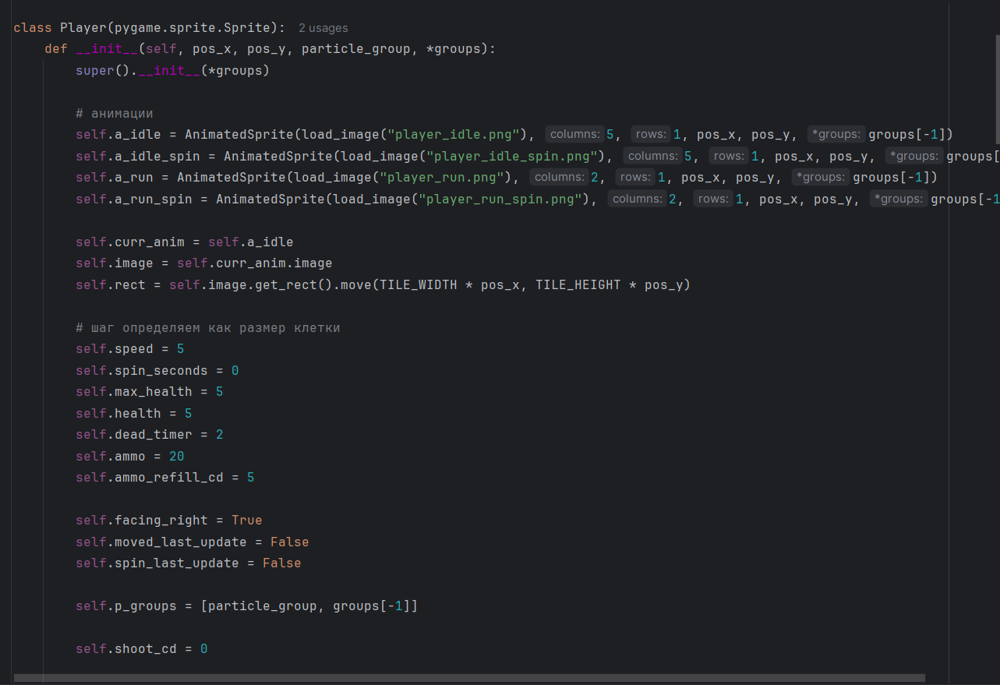 class Player(pygame.sprite.Sprite):  2 usages
    def __init__(self, pos_x, pos_y, particle_group, *groups):
        super().__init__(*groups)

        # анимации
        self.a_idle = AnimatedSprite(load_image("player_idle.png"), columns: 5, rows: 1, pos_x, pos_y, *groups: groups[-1])
        self.a_idle_spin = AnimatedSprite(load_image("player_idle_spin.png"), columns: 5, rows: 1, pos_x, pos_y, *groups: groups[
        self.a_run = AnimatedSprite(load_image("player_run.png"), columns: 2, rows: 1, pos_x, pos_y, *groups: groups[-1])
        self.a_run_spin = AnimatedSprite(load_image("player_run_spin.png"), columns: 2, rows: 1, pos_x, pos_y, *groups: groups[-1

        self.curr_anim = self.a_idle
        self.image = self.curr_anim.image
        self.rect = self.image.get_rect().move(TILE_WIDTH * pos_x, TILE_HEIGHT * pos_y)

        # шаг определяем как размер клетки
        self.speed = 5
        self.spin_seconds = 0
        self.max_health = 5
        self.health = 5
        self.dead_timer = 2
        self.ammo = 20
        self.ammo_refill_cd = 5

        self.facing_right = True
        self.moved_last_update = False
        self.spin_last_update = False

        self.p_groups = [particle_group, groups[-1]]

        self.shoot_cd = 0